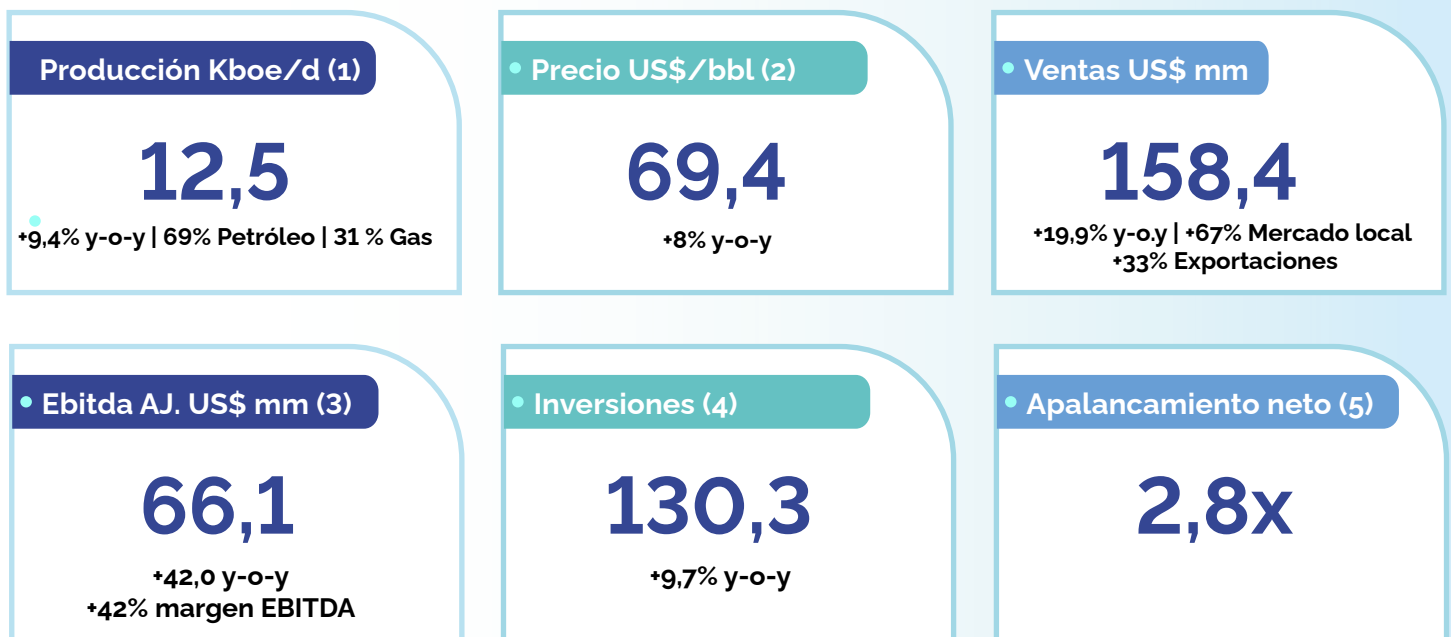 Producción Kboe/d (1)
12,5
+9,4% y-o-y | 69% Petróleo | 31 % Gas
Precio US$/bbl (2)
69,4
+8% y-o-y
Ventas US$ mm
158,4
+19,9% y-o.y | +67% Mercado local
+33% Exportaciones
Ebitda AJ. US$ mm (3)
66,1
+42,0 y-o-y
+42% margen EBITDA
Inversiones (4)
130,3
+9,7% y-o-y
Apalancamiento neto (5)
2,8x